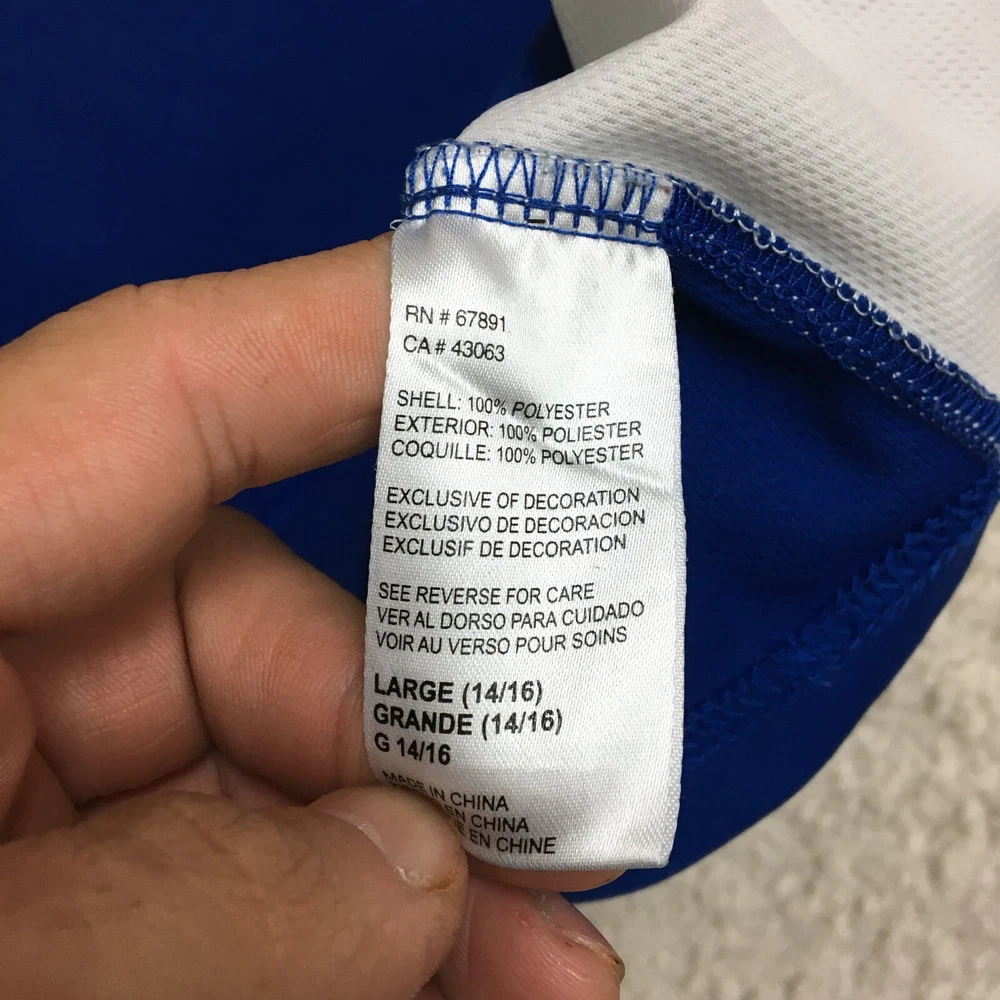 RN # 67891
CA # 43063
SHELL: 100% POLYESTER
EXTERIOR: 100% POLIESTER
COQUILLE: 100% POLYESTER
EXCLUSIVE OF DECORATION
EXCLUSIVO DE DECORACION
EXCLUSIF DE DECORATION
SEE REVERSE FOR CARE
VER AL DORSO PARA CUIDADO
VOIR AU VERSO POUR SOINS
LARGE (14/16)
GRANDE (14/16)
G 14/16
MADE IN CHINA
EN CHINA
EN CHINE